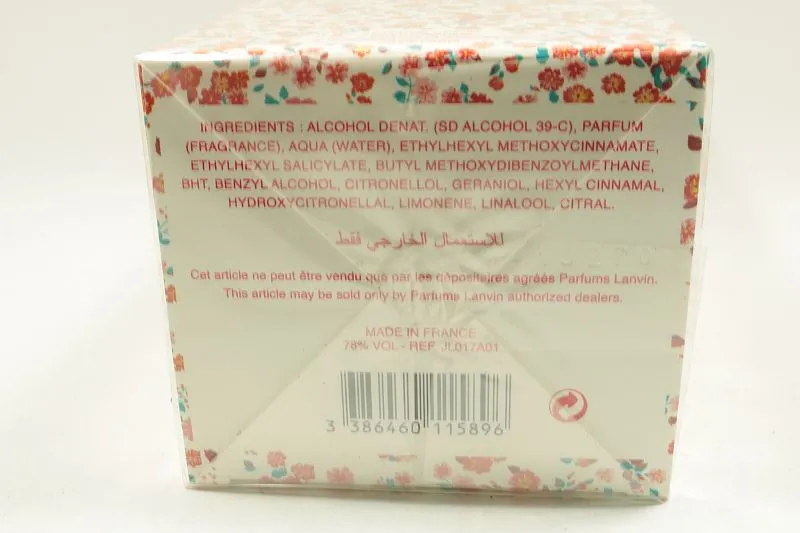 INGREDIENTS : ALCOHOL DENAT. (SD ALCOHOL 39-C), PARFUM
(FRAGRANCE), AQUA (WATER), ETHYLHEXYL METHOXYCINNAMATE,
ETHYLHEXYL SALICYLATE, BUTYL METHOXYDIBENZOYLMETHANE,
BHT, BENZYL ALCOHOL, CITRONELLOL, GERANIOL, HEXYL CINNAMAL,
HYDROXYCITRONELLAL, LIMONENE, LINALOOL, CITRAL.
للاستعمال الخارجي فقط
Cet article ne peut être vendu que par les dépositaires agréés Parfums Lanvin.
This article may be sold only by Parfums Lanvin authorized dealers.
MADE IN FRANCE
78% VOL - REF JL017A01
3 386460 115896